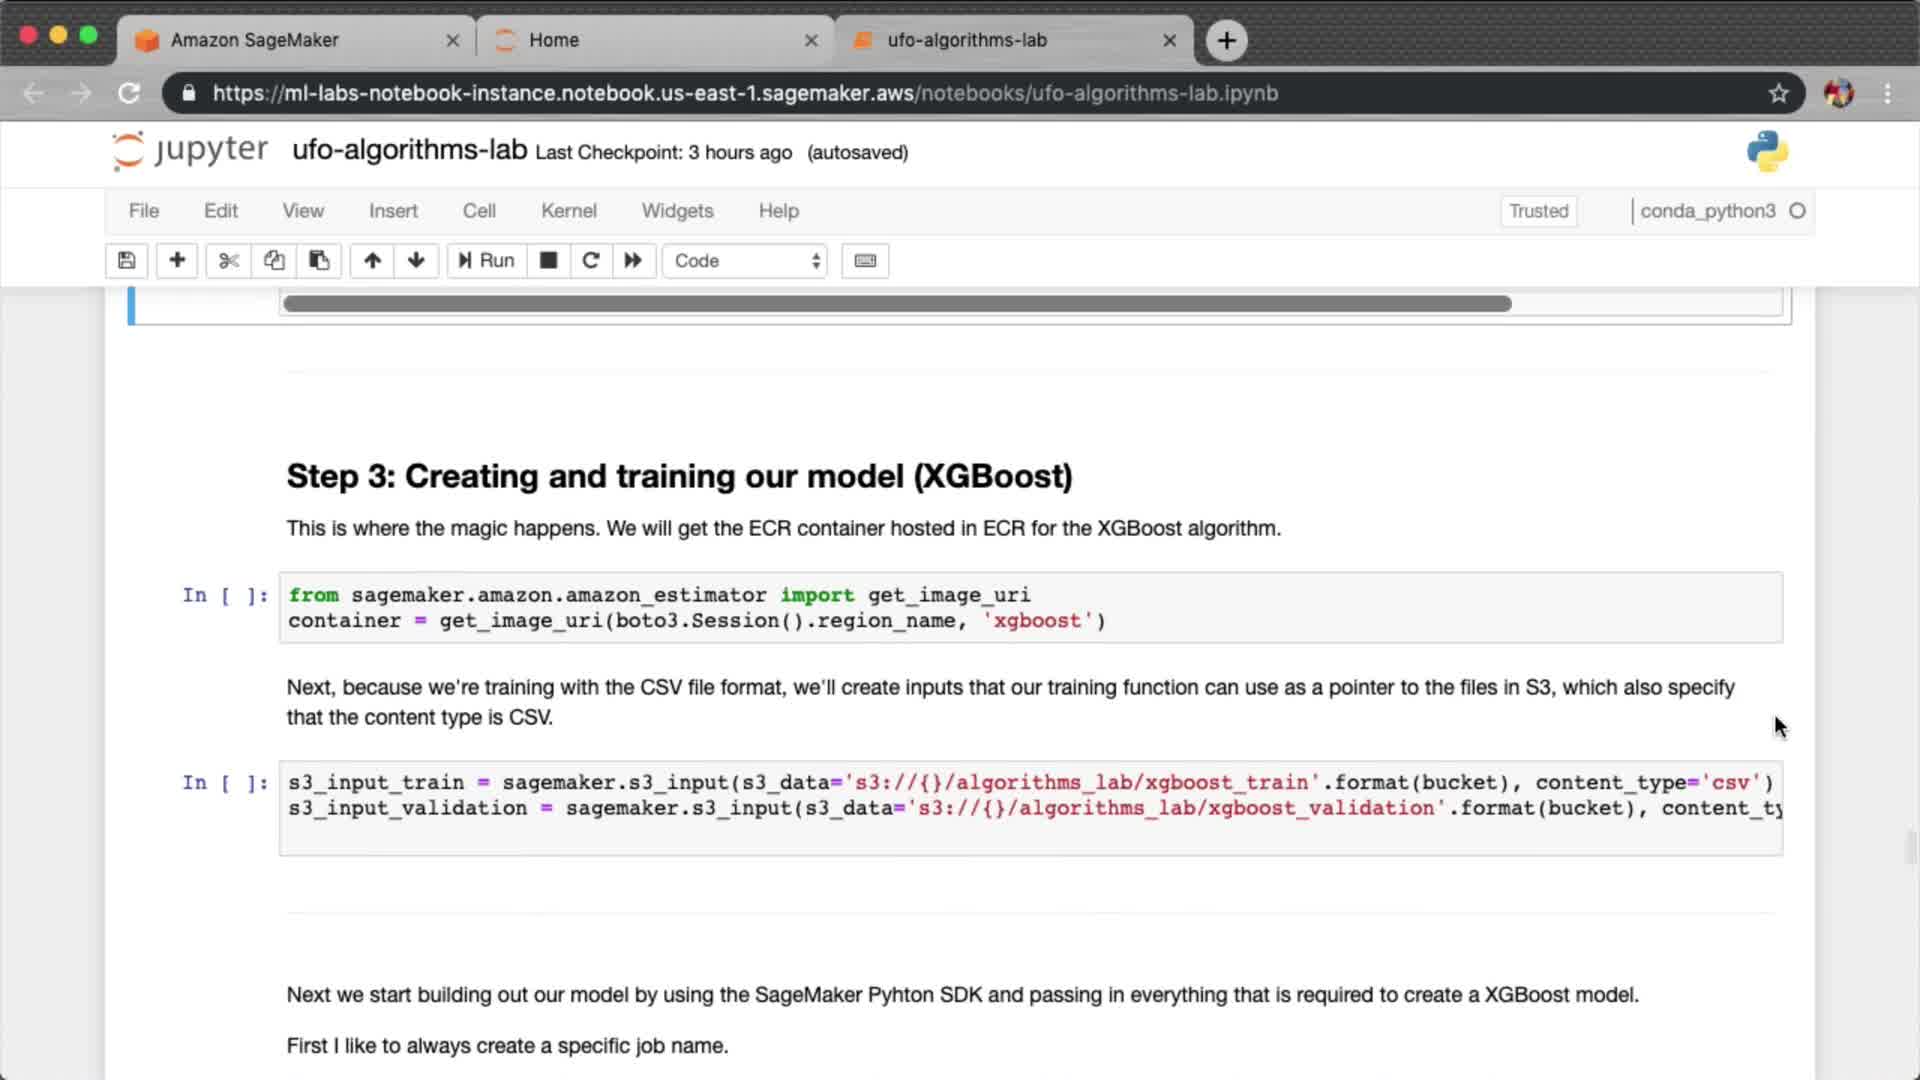 Amazon SageMaker
Home
ufo-algorithms-lab
https://ml-labs-notebook-instance.notebook.us-east-1.sagemaker.aws/notebooks/ufo-algorithms-lab.ipynb
jupyter ufo-algorithms-lab Last Checkpoint: 3 hours ago (autosaved)
File Edit View Insert Cell Kernel Widgets Help Trusted conda_python3
Run Code
Step 3: Creating and training our model (XGBoost)
This is where the magic happens. We will get the ECR container hosted in ECR for the XGBoost algorithm.
In [ ]: from sagemaker.amazon.amazon_estimator import get_image_uri
container = get_image_uri(boto3.Session().region_name, 'xgboost')
Next, because we're training with the CSV file format, we'll create inputs that our training function can use as a pointer to the files in S3, which also specify
that the content type is CSV.
In [ ]: s3_input_train = sagemaker.s3_input(s3_data='s3://{}/algorithms_lab/xgboost_train'.format(bucket), content_type='csv')
s3_input_validation = sagemaker.s3_input(s3_data='s3://{}/algorithms_lab/xgboost_validation'.format(bucket), content_ty
Next we start building out our model by using the SageMaker Pyhton SDK and passing in everything that is required to create a XGBoost model.
First I like to always create a specific job name.